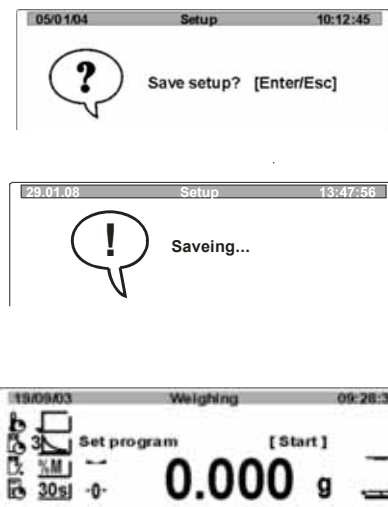 05/01/04 Setup 10:12:45
?
Save setup? [Enter/Esc]
29.01.08 Setup 13:47:56
!
Saveing...
19/09/03 Weighing 09:28:3
3 Set program [Start]
%M
30s -0- 0.000 g